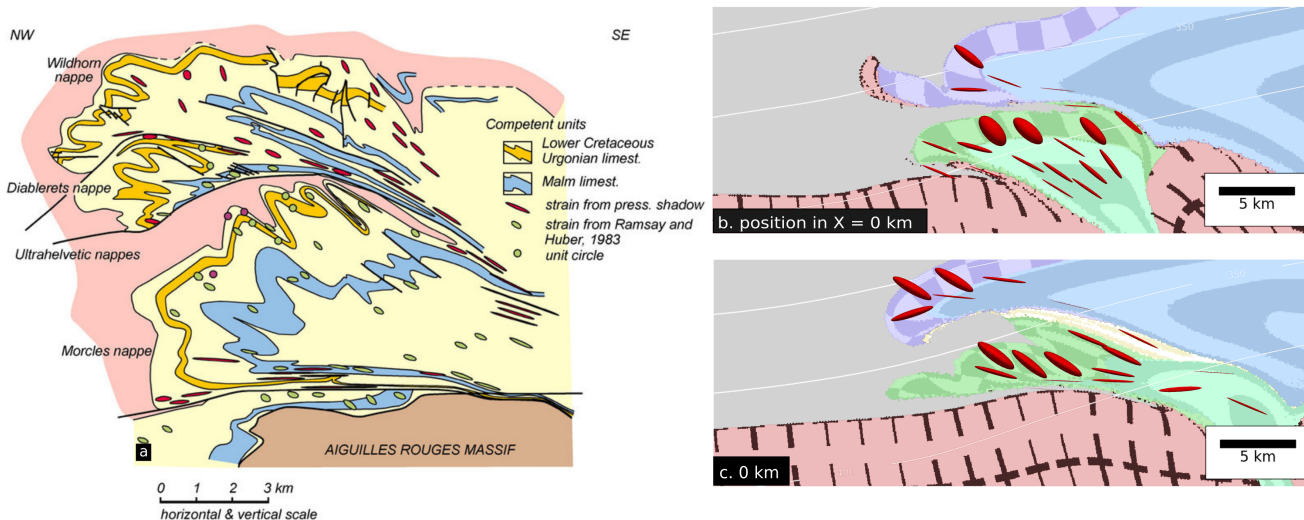 NW
SE
Wildhorn
nappe
Diablerets nappe
Ultrahelvetic nappes
Morcles nappe
Competent units
Lower Cretaceous
Urgonian limest.
Malm limest.
strain from press. shadow
strain from Ramsay and
Huber, 1983
unit circle
AIGUILLES ROUGES MASSIF
a
0 1 2 3 km
horizontal & vertical scale
350
5 km
b. position in X = 0 km
350
5 km
c. 0 km